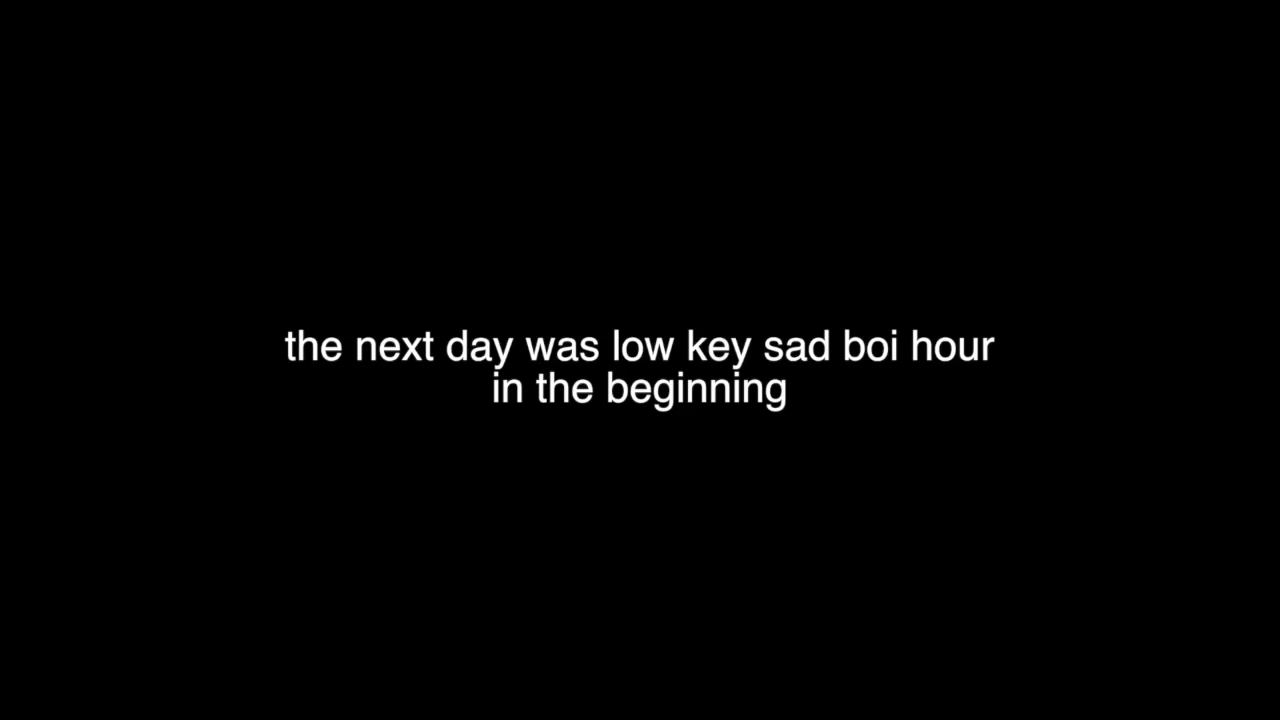 the next day was low key sad boi hour
in the beginning